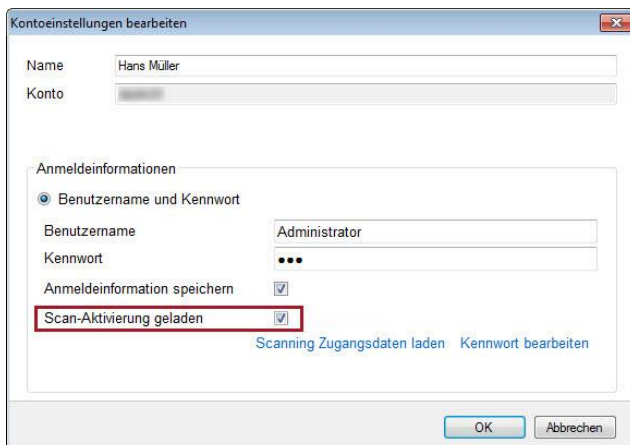 Kontoeinstellungen bearbeiten
Name Hans Müller
Konto
Anmeldeinformationen
Benutzername und Kennwort
Benutzername Administrator
Kennwort •••
Anmeldeinformation speichern
Scan-Aktivierung geladen
Scanning Zugangsdaten laden Kennwort bearbeiten
OK Abbrechen